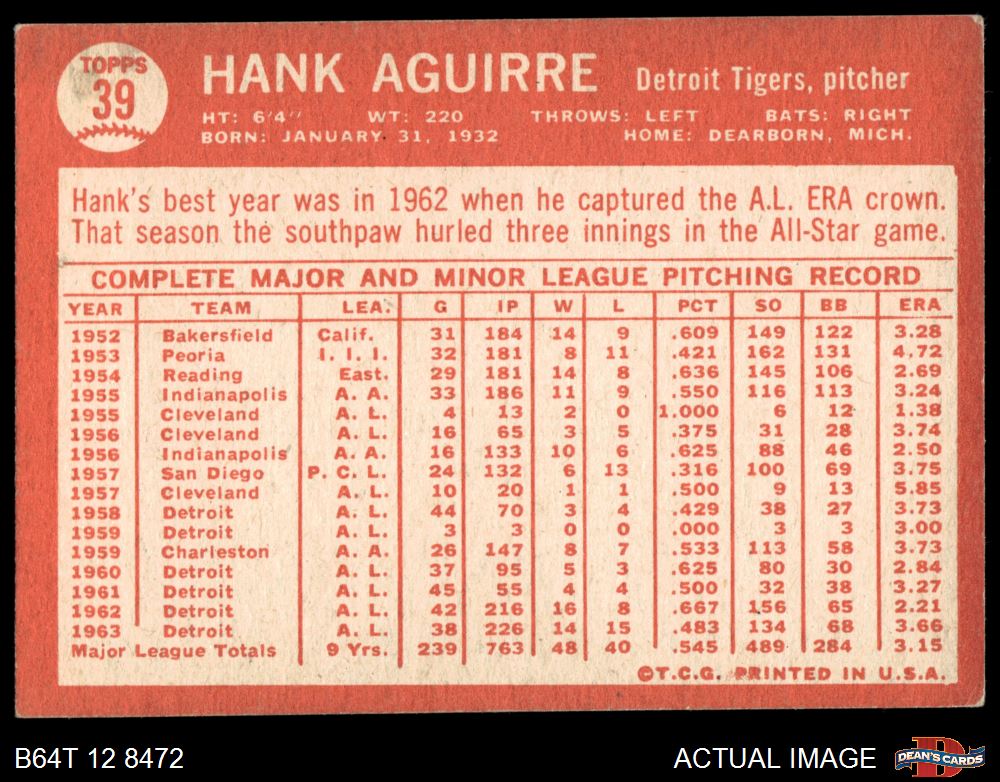 TOPPS
39
HANK AGUIRRE Detroit Tigers, pitcher
HT: 6'4" WT: 220 THROWS: LEFT BATS: RIGHT
BORN: JANUARY 31, 1932 HOME: DEARBORN, MICH.
Hank's best year was in 1962 when he captured the A.L. ERA crown.
That season the southpaw hurled three innings in the All-Star game.
COMPLETE MAJOR AND MINOR LEAGUE PITCHING RECORD
YEAR TEAM LEA. G IP W L PCT SO BB ERA
1952 Bakersfield Calif. 31 184 14 9 .609 149 122 3.28
1953 Peoria I. I. I. 32 181 8 11 .421 162 131 4.72
1954 Reading East. 29 181 14 8 .636 145 106 2.69
1955 Indianapolis A. A. 33 186 11 9 .550 116 113 3.24
1955 Cleveland A. L. 4 13 2 0 1.000 6 12 1.38
1956 Cleveland A. L. 16 65 3 5 .375 31 28 3.74
1956 Indianapolis A. A. 16 133 10 6 .625 88 46 2.50
1957 San Diego P. C. L. 24 132 6 13 .316 100 69 3.75
1957 Cleveland A. L. 10 20 1 1 .500 9 13 5.85
1958 Detroit A. L. 44 70 3 4 .429 38 27 3.73
1959 Detroit A. L. 3 3 0 0 .000 3 3 3.00
1959 Charleston A. A. 26 147 8 7 .533 113 58 3.73
1960 Detroit A. L. 37 95 5 3 .625 80 30 2.84
1961 Detroit A. L. 45 55 4 4 .500 32 38 3.27
1962 Detroit A. L. 42 216 16 8 .667 156 65 2.21
1963 Detroit A. L. 38 226 14 15 .483 134 68 3.66
Major League Totals 9 Yrs. 239 763 48 40 .545 489 284 3.15
©T.C.G. PRINTED IN U.S.A.
B64T 12 8472 ACTUAL IMAGE D DEAN'S CARDS